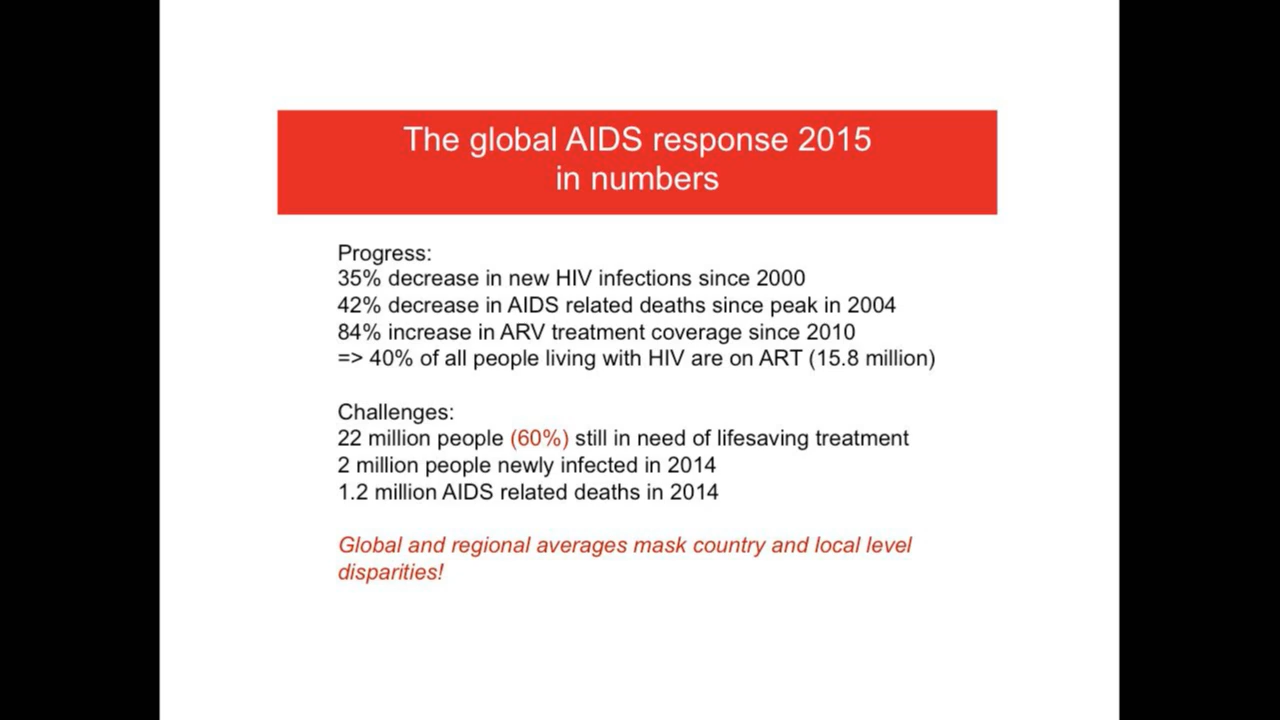 The global AIDS response 2015
in numbers
Progress:
35% decrease in new HIV infections since 2000
42% decrease in AIDS related deaths since peak in 2004
84% increase in ARV treatment coverage since 2010
=> 40% of all people living with HIV are on ART (15.8 million)
Challenges:
22 million people (60%) still in need of lifesaving treatment
2 million people newly infected in 2014
1.2 million AIDS related deaths in 2014
Global and regional averages mask country and local level
disparities!